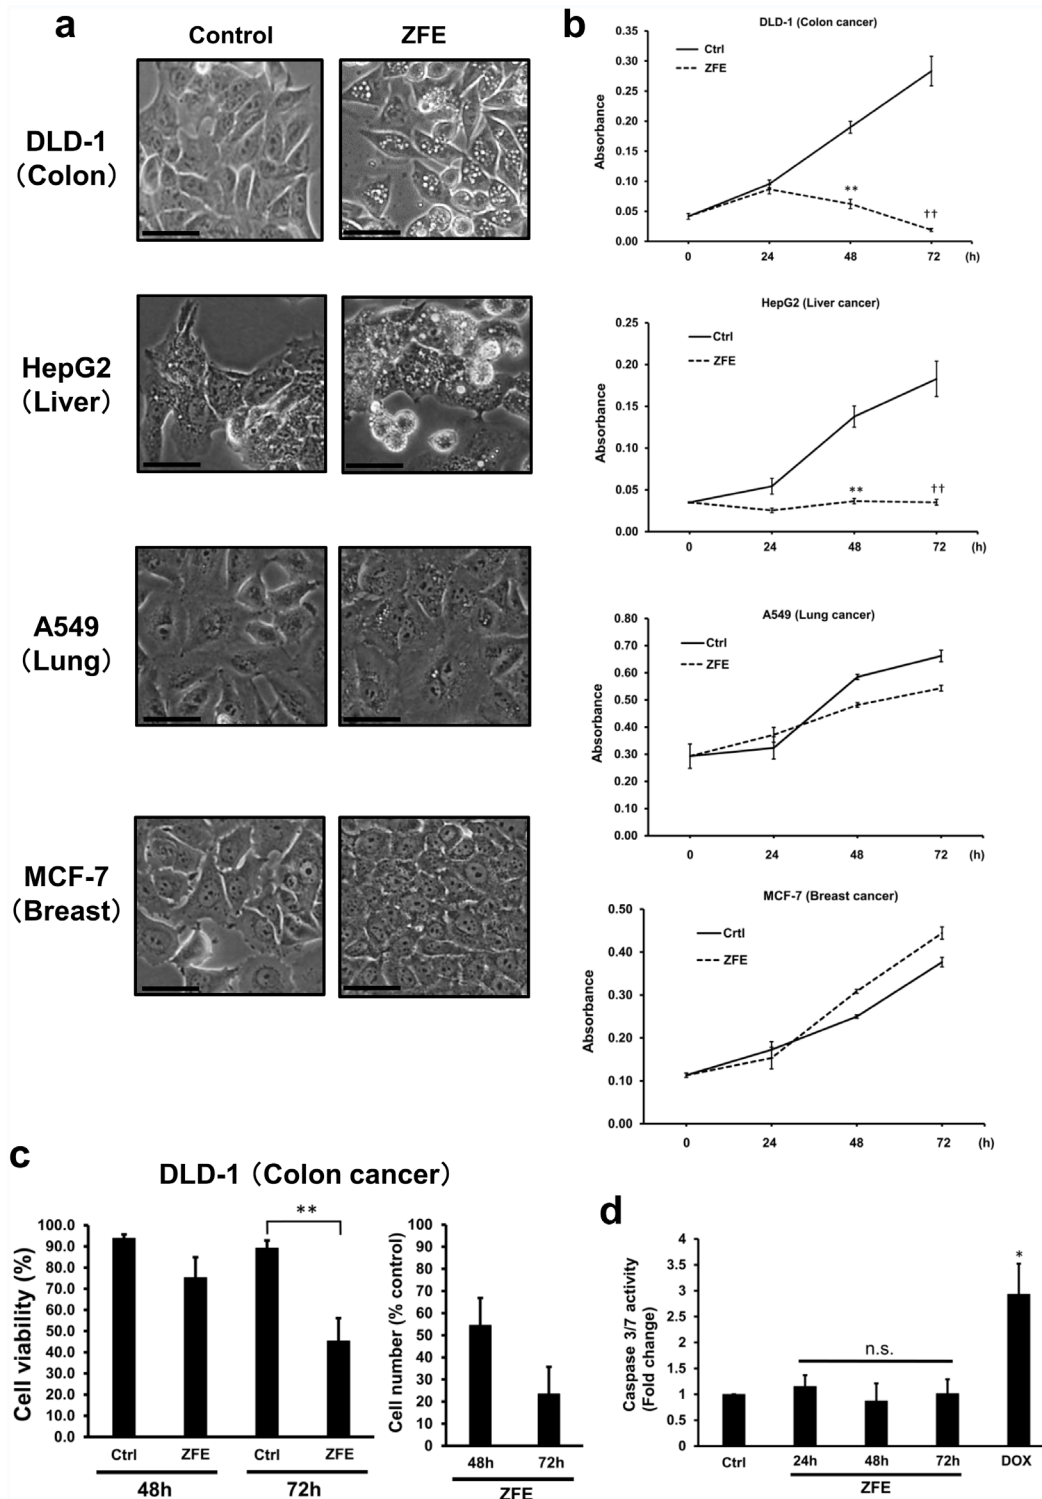 a
Control ZFE
DLD-1
（Colon）
HepG2
（Liver）
A549
（Lung）
MCF-7
（Breast）
b
DLD-1 (Colon cancer)
Absorbance
0.35
0.30
0.25
0.20
0.15
0.10
0.05
0.00
Ctrl
ZFE
**
††
0 24 48 72 (h)
HepG2 (Liver cancer)
Absorbance
0.25
0.20
0.15
0.10
0.05
0.00
Ctrl
ZFE
**
††
0 24 48 72 (h)
A549 (Lung cancer)
Absorbance
0.80
0.70
0.60
0.50
0.40
0.30
0.20
0.10
0.00
Ctrl
ZFE
0 24 48 72 (h)
MCF-7 (Breast cancer)
Absorbance
0.50
0.40
0.30
0.20
0.10
0.00
Crtl
ZFE
0 24 48 72 (h)
c
DLD-1（Colon cancer）
Cell viability (%)
100.0
90.0
80.0
70.0
60.0
50.0
40.0
30.0
20.0
10.0
0.0
**
Ctrl ZFE Ctrl ZFE
48h 72h
Cell number (% control)
100
90
80
70
60
50
40
30
20
10
0
48h 72h
ZFE
d
Caspase 3/7 activity
(Fold change)
4
3.5
3
2.5
2
1.5
1
0.5
0
n.s.
*
Ctrl 24h 48h 72h DOX
ZFE